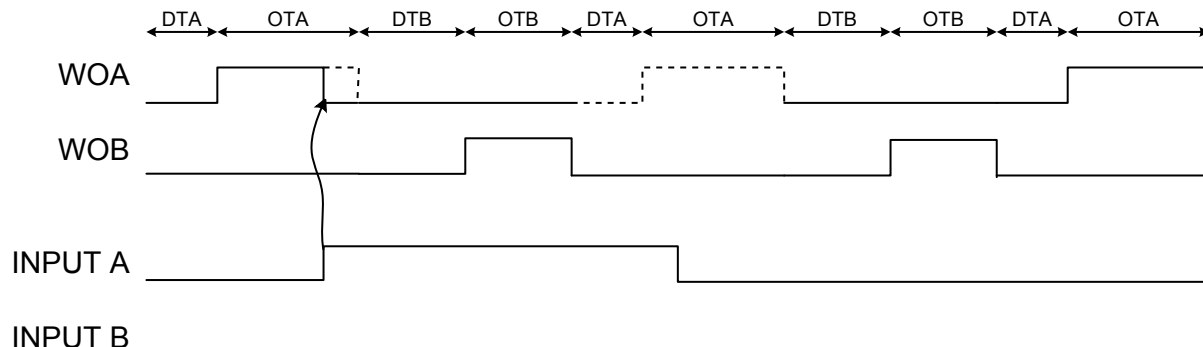 DTA OTA DTB OTB DTA OTA DTB OTB DTA OTA
WOA
WOB
INPUT A
INPUT B